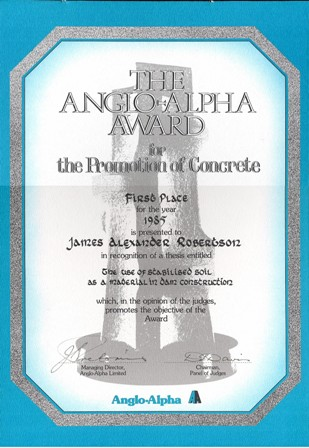 THE
ANGLO-ALPHA
AWARD
for
the Promotion of Concrete
First Place
for the year
1985
is presented to
James Alexander Robertson
in recognition of a thesis entitled
The use of stabilised soil
as a material in dam construction
which, in the opinion of the judges,
promotes the objective of the
Award
Managing Director, Chairman,
Anglo-Alpha Limited Panel of Judges
Anglo-Alpha